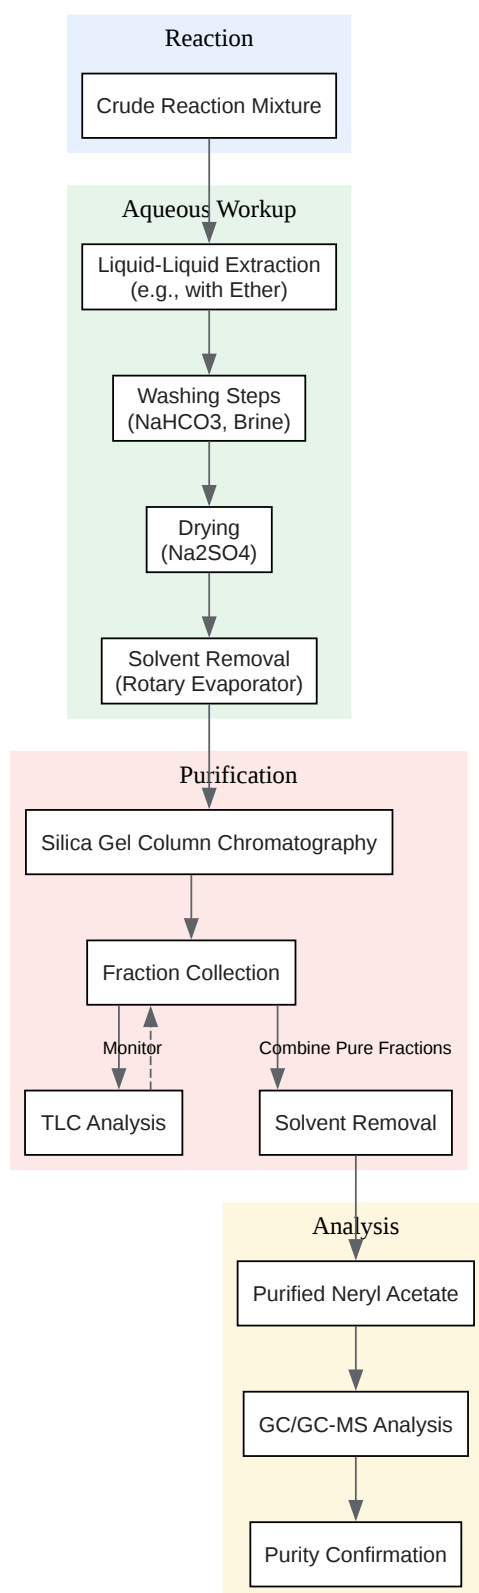 Reaction
Crude Reaction Mixture
Aqueous Workup
Liquid-Liquid Extraction
(e.g., with Ether)
Washing Steps
(NaHCO3, Brine)
Drying
(Na2SO4)
Solvent Removal
(Rotary Evaporator)
Purification
Silica Gel Column Chromatography
Fraction Collection
Monitor
Combine Pure Fractions
TLC Analysis
Solvent Removal
Analysis
Purified Neryl Acetate
GC/GC-MS Analysis
Purity Confirmation